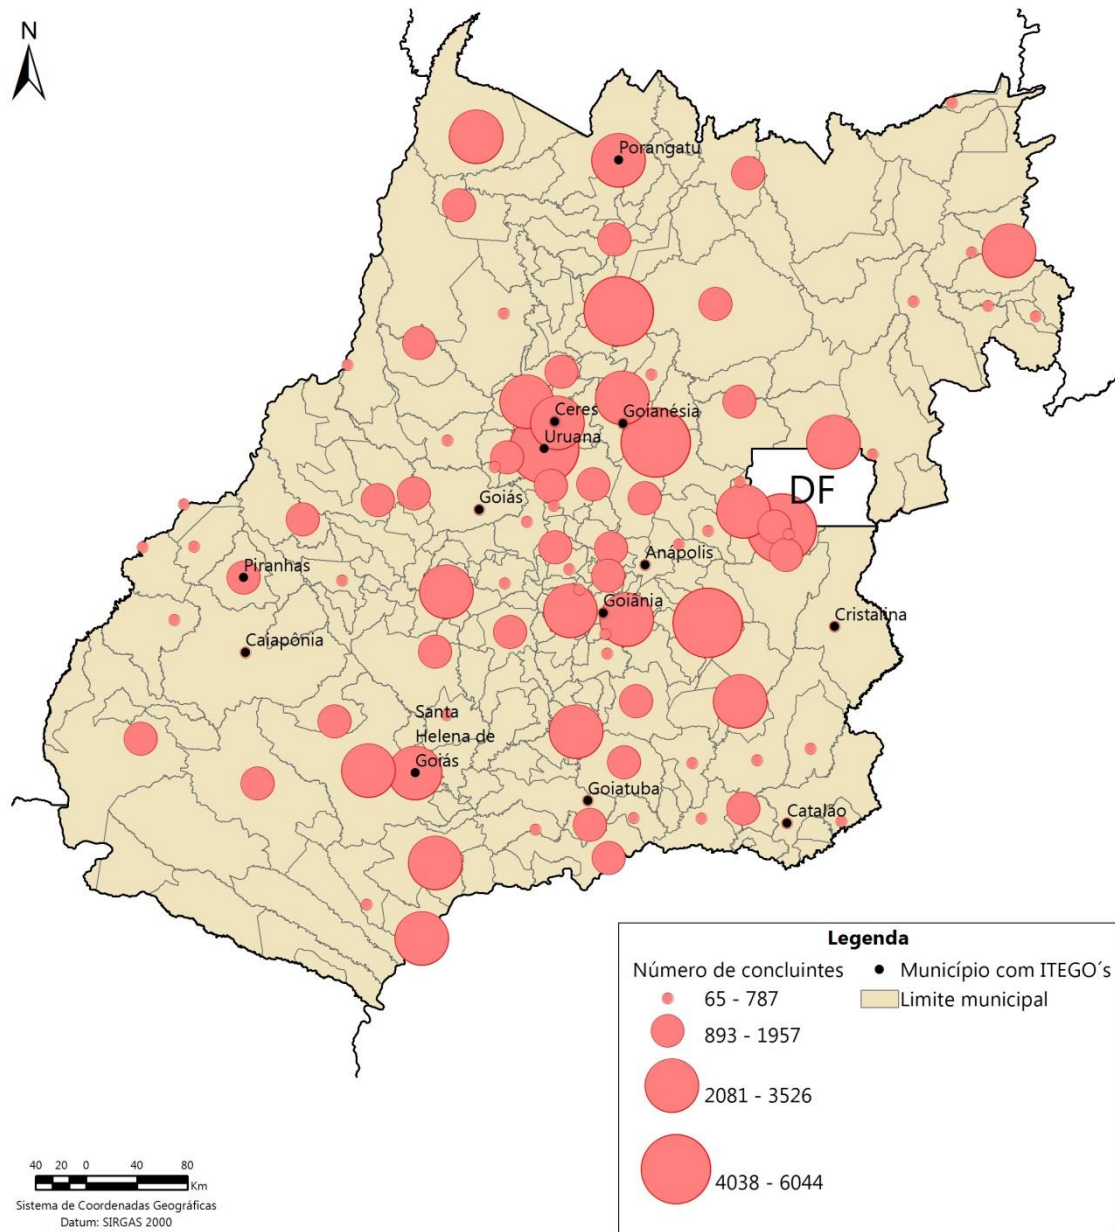 N
Porangatu
Ceres
Goianésia
Uruana
DF
Goiás
Anápolis
Piranhas
Goiânia
Cristalina
Caiapônia
Santa
Helena de
Goiás
Goiatuba
Catalão
Legenda
Número de concluintes
Município com ITEGO´s
65 - 787
Limite municipal
893 - 1957
2081 - 3526
4038 - 6044
40 20 0 40 80
Km
Sistema de Coordenadas Geográficas
Datum: SIRGAS 2000